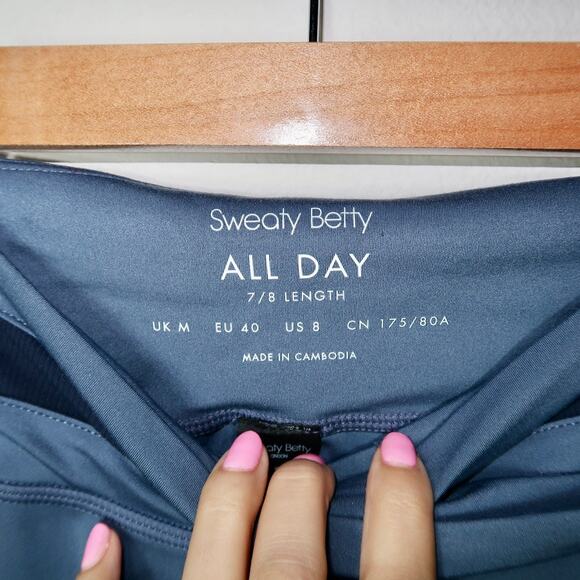 Sweaty Betty
ALL DAY
7/8 LENGTH
UK M EU 40 US 8 CN 175/80A
MADE IN CAMBODIA
Betty